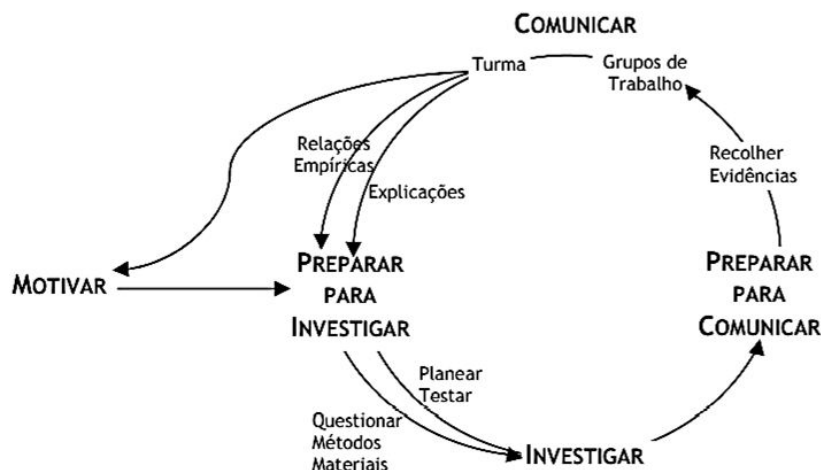 COMUNICAR
Turma
Grupos de
Trabalho
Relações
Empíricas
Explicações
Recolher
Evidências
MOTIVAR
PREPARAR
PARA
INVESTIGAR
PREPARAR
PARA
COMUNICAR
Planear
Testar
Questionar
Métodos
Materiais
INVESTIGAR